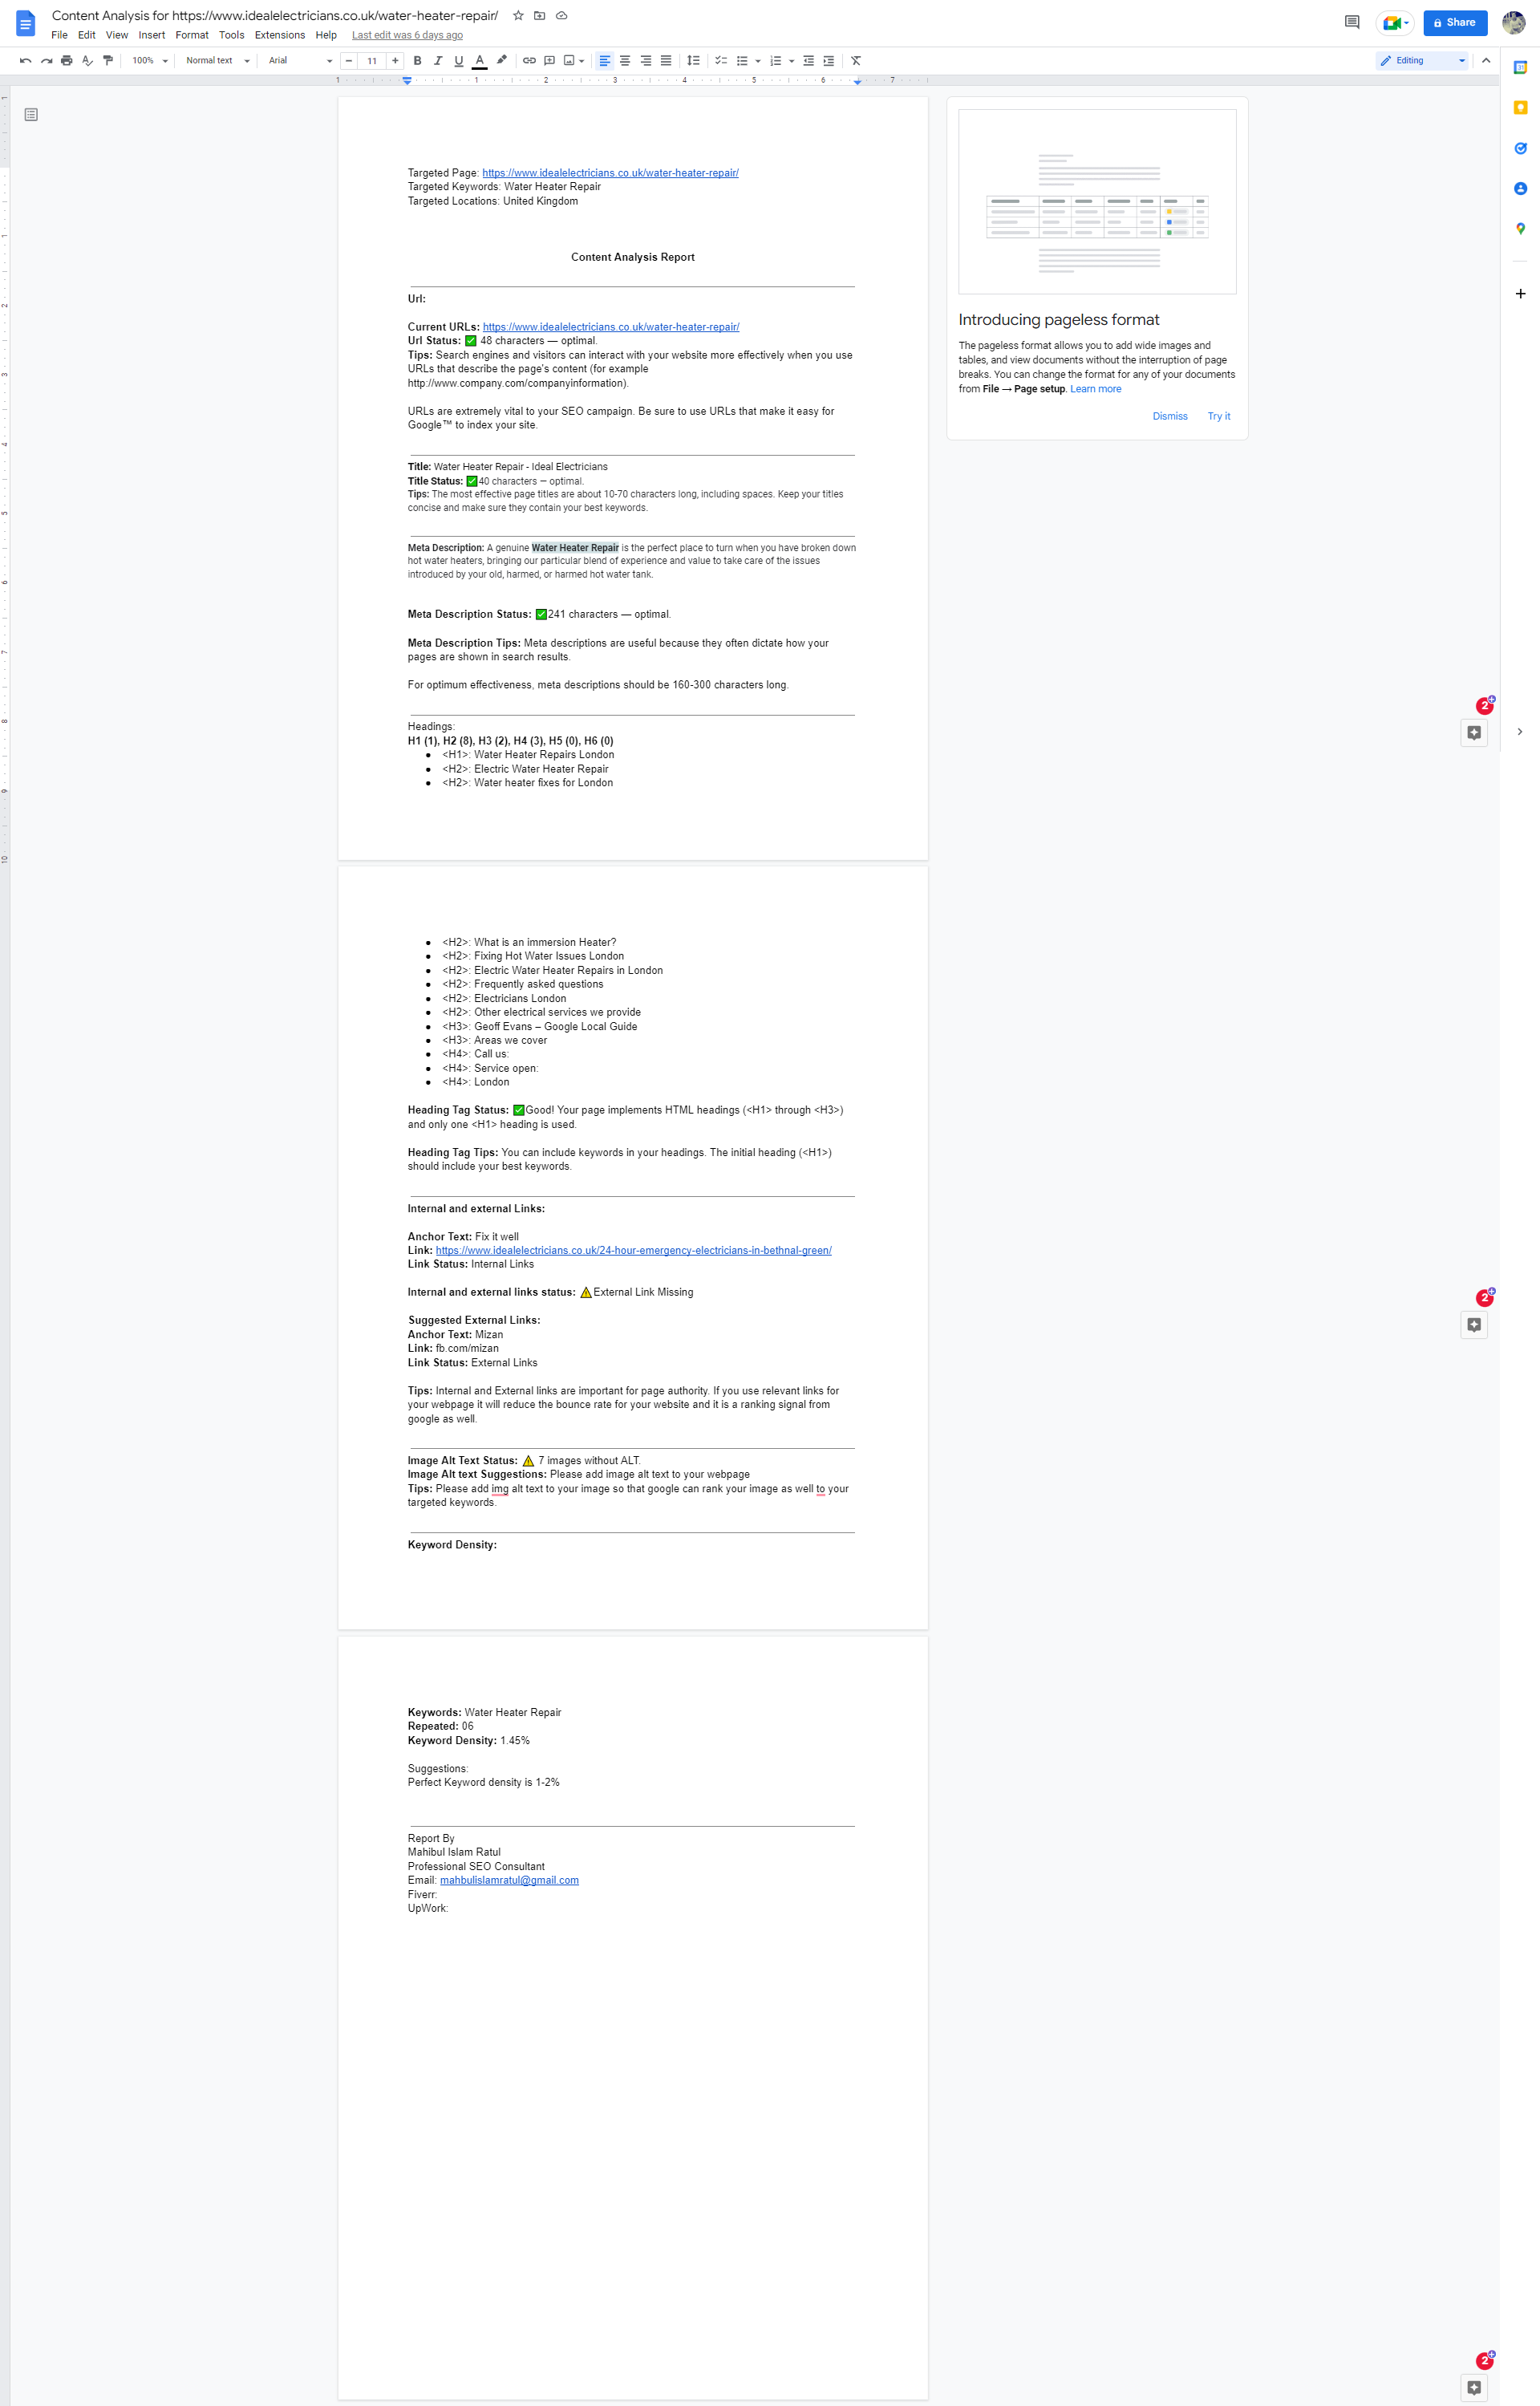 Content Analysis for https://www.idealelectricians.co.uk/water-heater-repair/
File Edit View Insert Format Tools Extensions Help Last edit was 6 days ago
Share
100% Normal text Arial 11 Editing
1 1 2 3 4 5 6 7
Targeted Page: https://www.idealelectricians.co.uk/water-heater-repair/
Targeted Keywords: Water Heater Repair
Targeted Locations: United Kingdom
Content Analysis Report
Url:
Current URLs: https://www.idealelectricians.co.uk/water-heater-repair/
Url Status: ✅ 48 characters — optimal.
Tips: Search engines and visitors can interact with your website more effectively when you use
URLs that describe the page's content (for example
http://www.company.com/companyinformation).
URLs are extremely vital to your SEO campaign. Be sure to use URLs that make it easy for
Google™ to index your site.
Title: Water Heater Repair - Ideal Electricians
Title Status: ✅40 characters — optimal.
Tips: The most effective page titles are about 10-70 characters long, including spaces. Keep your titles
concise and make sure they contain your best keywords.
Meta Description: A genuine Water Heater Repair is the perfect place to turn when you have broken down
hot water heaters, bringing our particular blend of experience and value to take care of the issues
introduced by your old, harmed, or harmed hot water tank.
Meta Description Status: ✅241 characters — optimal.
Meta Description Tips: Meta descriptions are useful because they often dictate how your
pages are shown in search results.
For optimum effectiveness, meta descriptions should be 160-300 characters long.
Headings:
H1 (1), H2 (8), H3 (2), H4 (3), H5 (0), H6 (0)
● <H1>: Water Heater Repairs London
● <H2>: Electric Water Heater Repair
● <H2>: Water heater fixes for London
Introducing pageless format
The pageless format allows you to add wide images and
tables, and view documents without the interruption of page
breaks. You can change the format for any of your documents
from File → Page setup. Learn more
Dismiss Try it
2
● <H2>: What is an immersion Heater?
● <H2>: Fixing Hot Water Issues London
● <H2>: Electric Water Heater Repairs in London
● <H2>: Frequently asked questions
● <H2>: Electricians London
● <H2>: Other electrical services we provide
● <H3>: Geoff Evans – Google Local Guide
● <H3>: Areas we cover
● <H4>: Call us:
● <H4>: Service open:
● <H4>: London
Heading Tag Status: ✅Good! Your page implements HTML headings (<H1> through <H3>)
and only one <H1> heading is used.
Heading Tag Tips: You can include keywords in your headings. The initial heading (<H1>)
should include your best keywords.
Internal and external Links:
Anchor Text: Fix it well
Link: https://www.idealelectricians.co.uk/24-hour-emergency-electricians-in-bethnal-green/
Link Status: Internal Links
Internal and external links status: ⚠External Link Missing
Suggested External Links:
Anchor Text: Mizan
Link: fb.com/mizan
Link Status: External Links
Tips: Internal and External links are important for page authority. If you use relevant links for
your webpage it will reduce the bounce rate for your website and it is a ranking signal from
google as well.
Image Alt Text Status: ⚠ 7 images without ALT.
Image Alt text Suggestions: Please add image alt text to your webpage
Tips: Please add img alt text to your image so that google can rank your image as well to your
targeted keywords.
Keyword Density:
2
Keywords: Water Heater Repair
Repeated: 06
Keyword Density: 1.45%
Suggestions:
Perfect Keyword density is 1-2%
Report By
Mahibul Islam Ratul
Professional SEO Consultant
Email: mahbulislamratul@gmail.com
Fiverr:
UpWork:
2